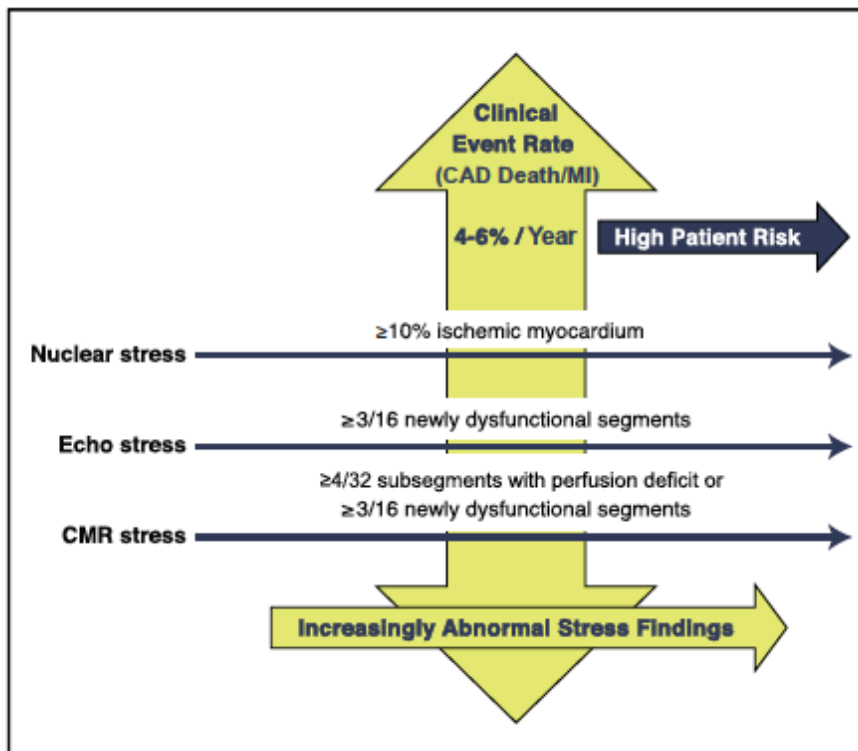 Clinical
Event Rate
(CAD Death/MI)
4-6% / Year
High Patient Risk
≥10% ischemic myocardium
Nuclear stress
≥3/16 newly dysfunctional segments
Echo stress
≥4/32 subsegments with perfusion deficit or
≥3/16 newly dysfunctional segments
CMR stress
Increasingly Abnormal Stress Findings